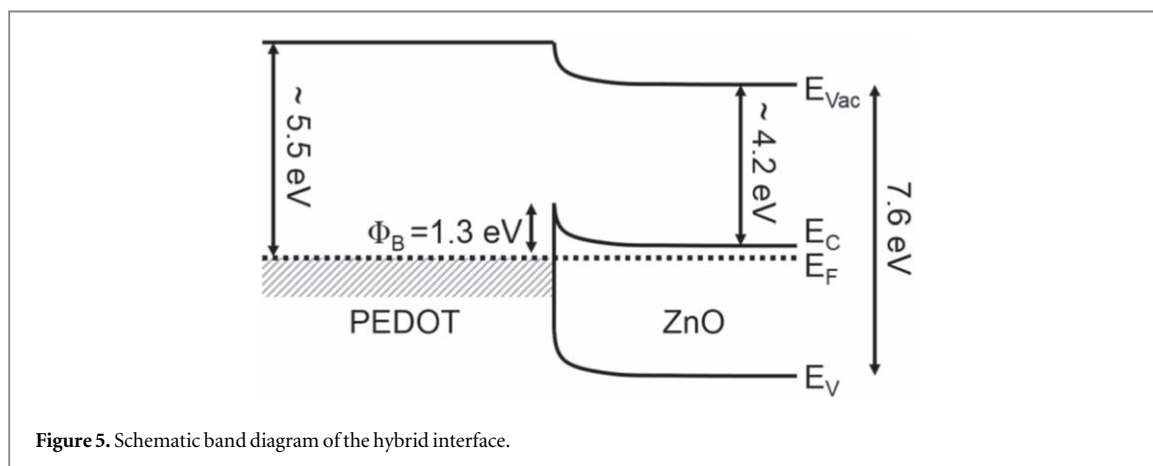 ~ 5.5 eV
Φ_B =1.3 eV
PEDOT
~ 4.2 eV
E_Vac
E_C
E_F
ZnO
E_V
7.6 eV
Figure 5. Schematic band diagram of the hybrid interface.